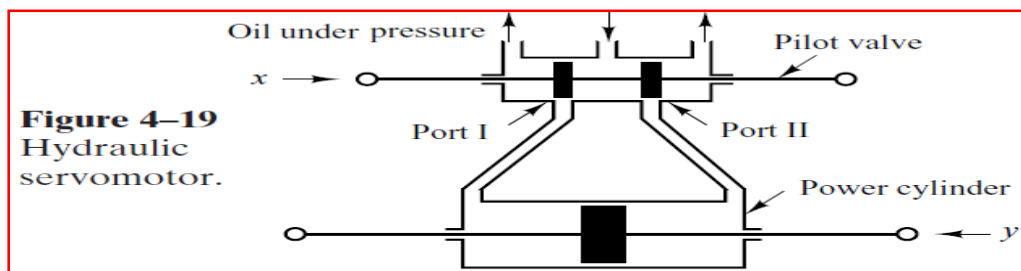 Oil under pressure
Pilot valve
x
Figure 4–19
Hydraulic
servomotor.
Port I
Port II
Power cylinder
y